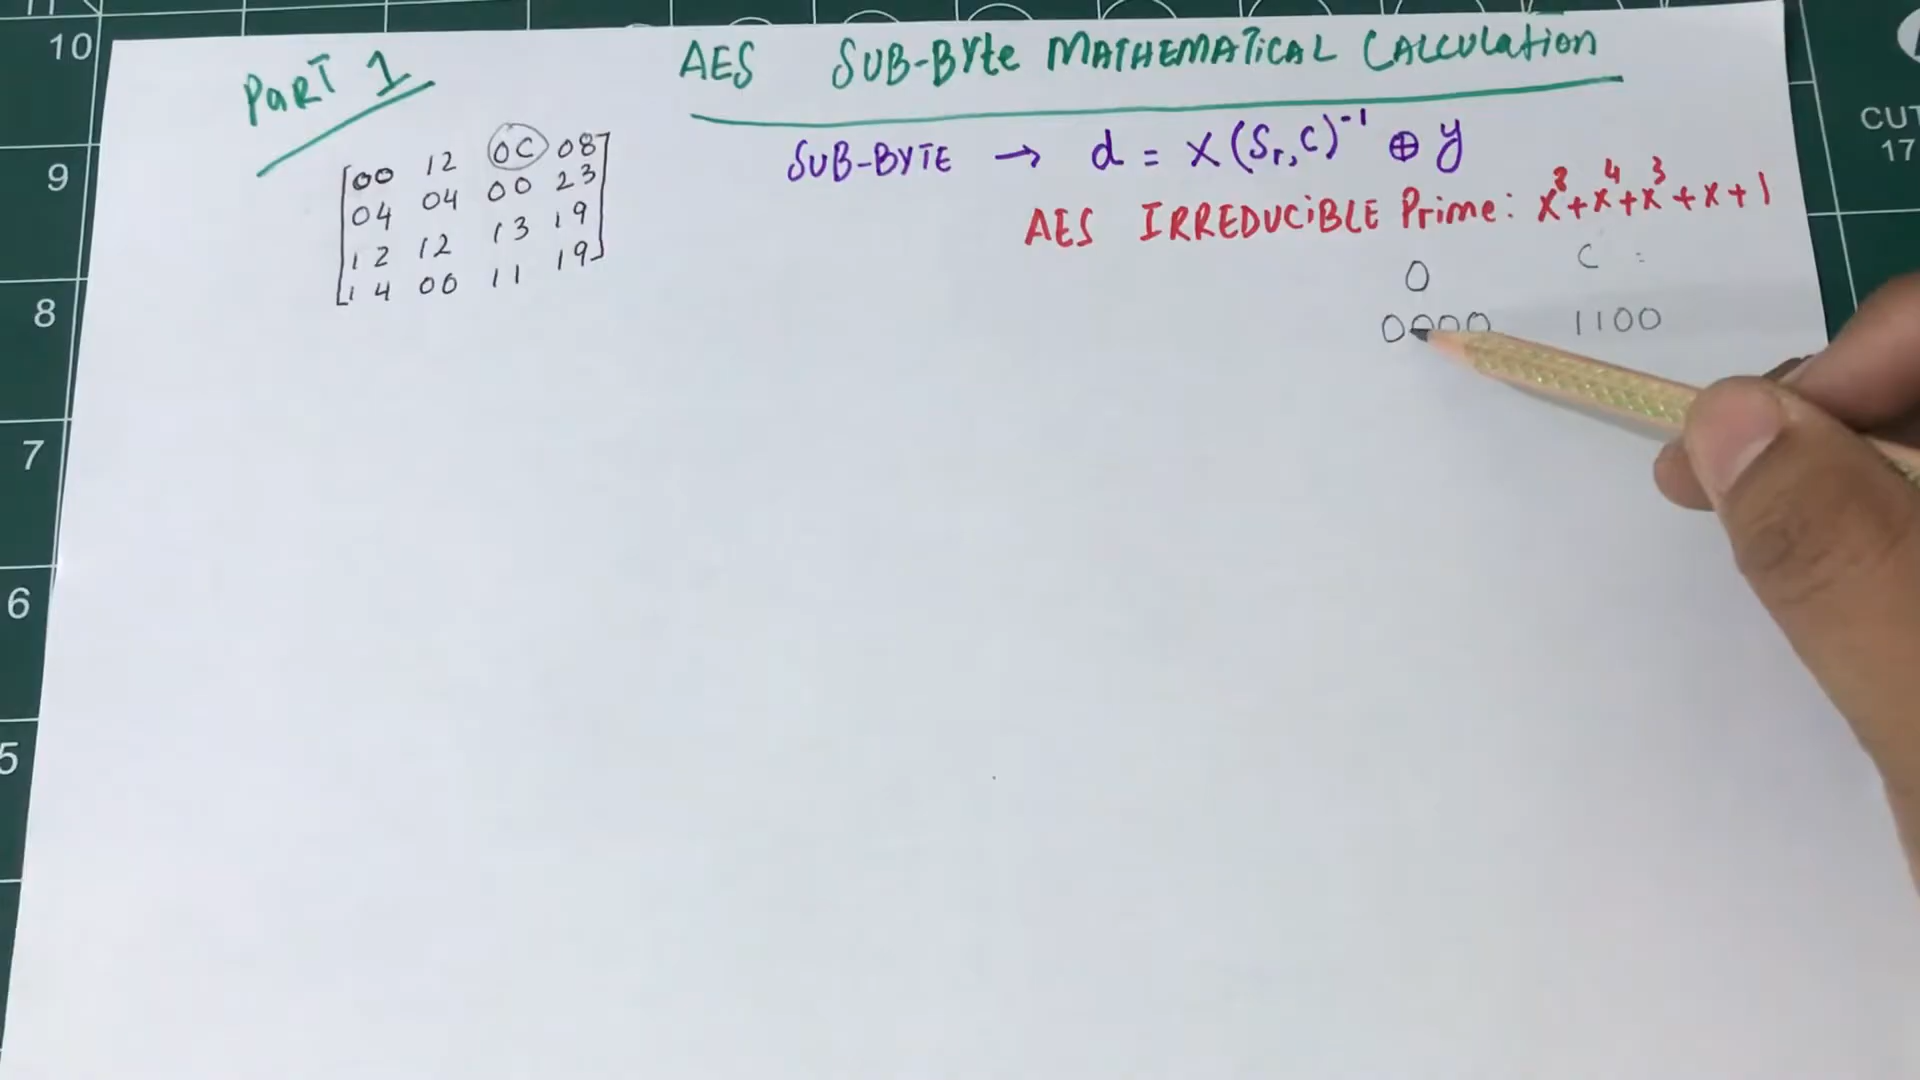 PART 1
AES SUB-BYte MATHEMATiCAL CALCULAtion
SUB-BYTE → d = X (Sr,c)⁻¹ ⊕ y
AES IRREDUCiBLE Prime: x⁸+x⁴+x³+x+1
00 12 0C 08
04 04 00 23
12 12 13 19
14 00 11 19
0 C =
0000 1100
10
9
8
7
6
5
CUT
17